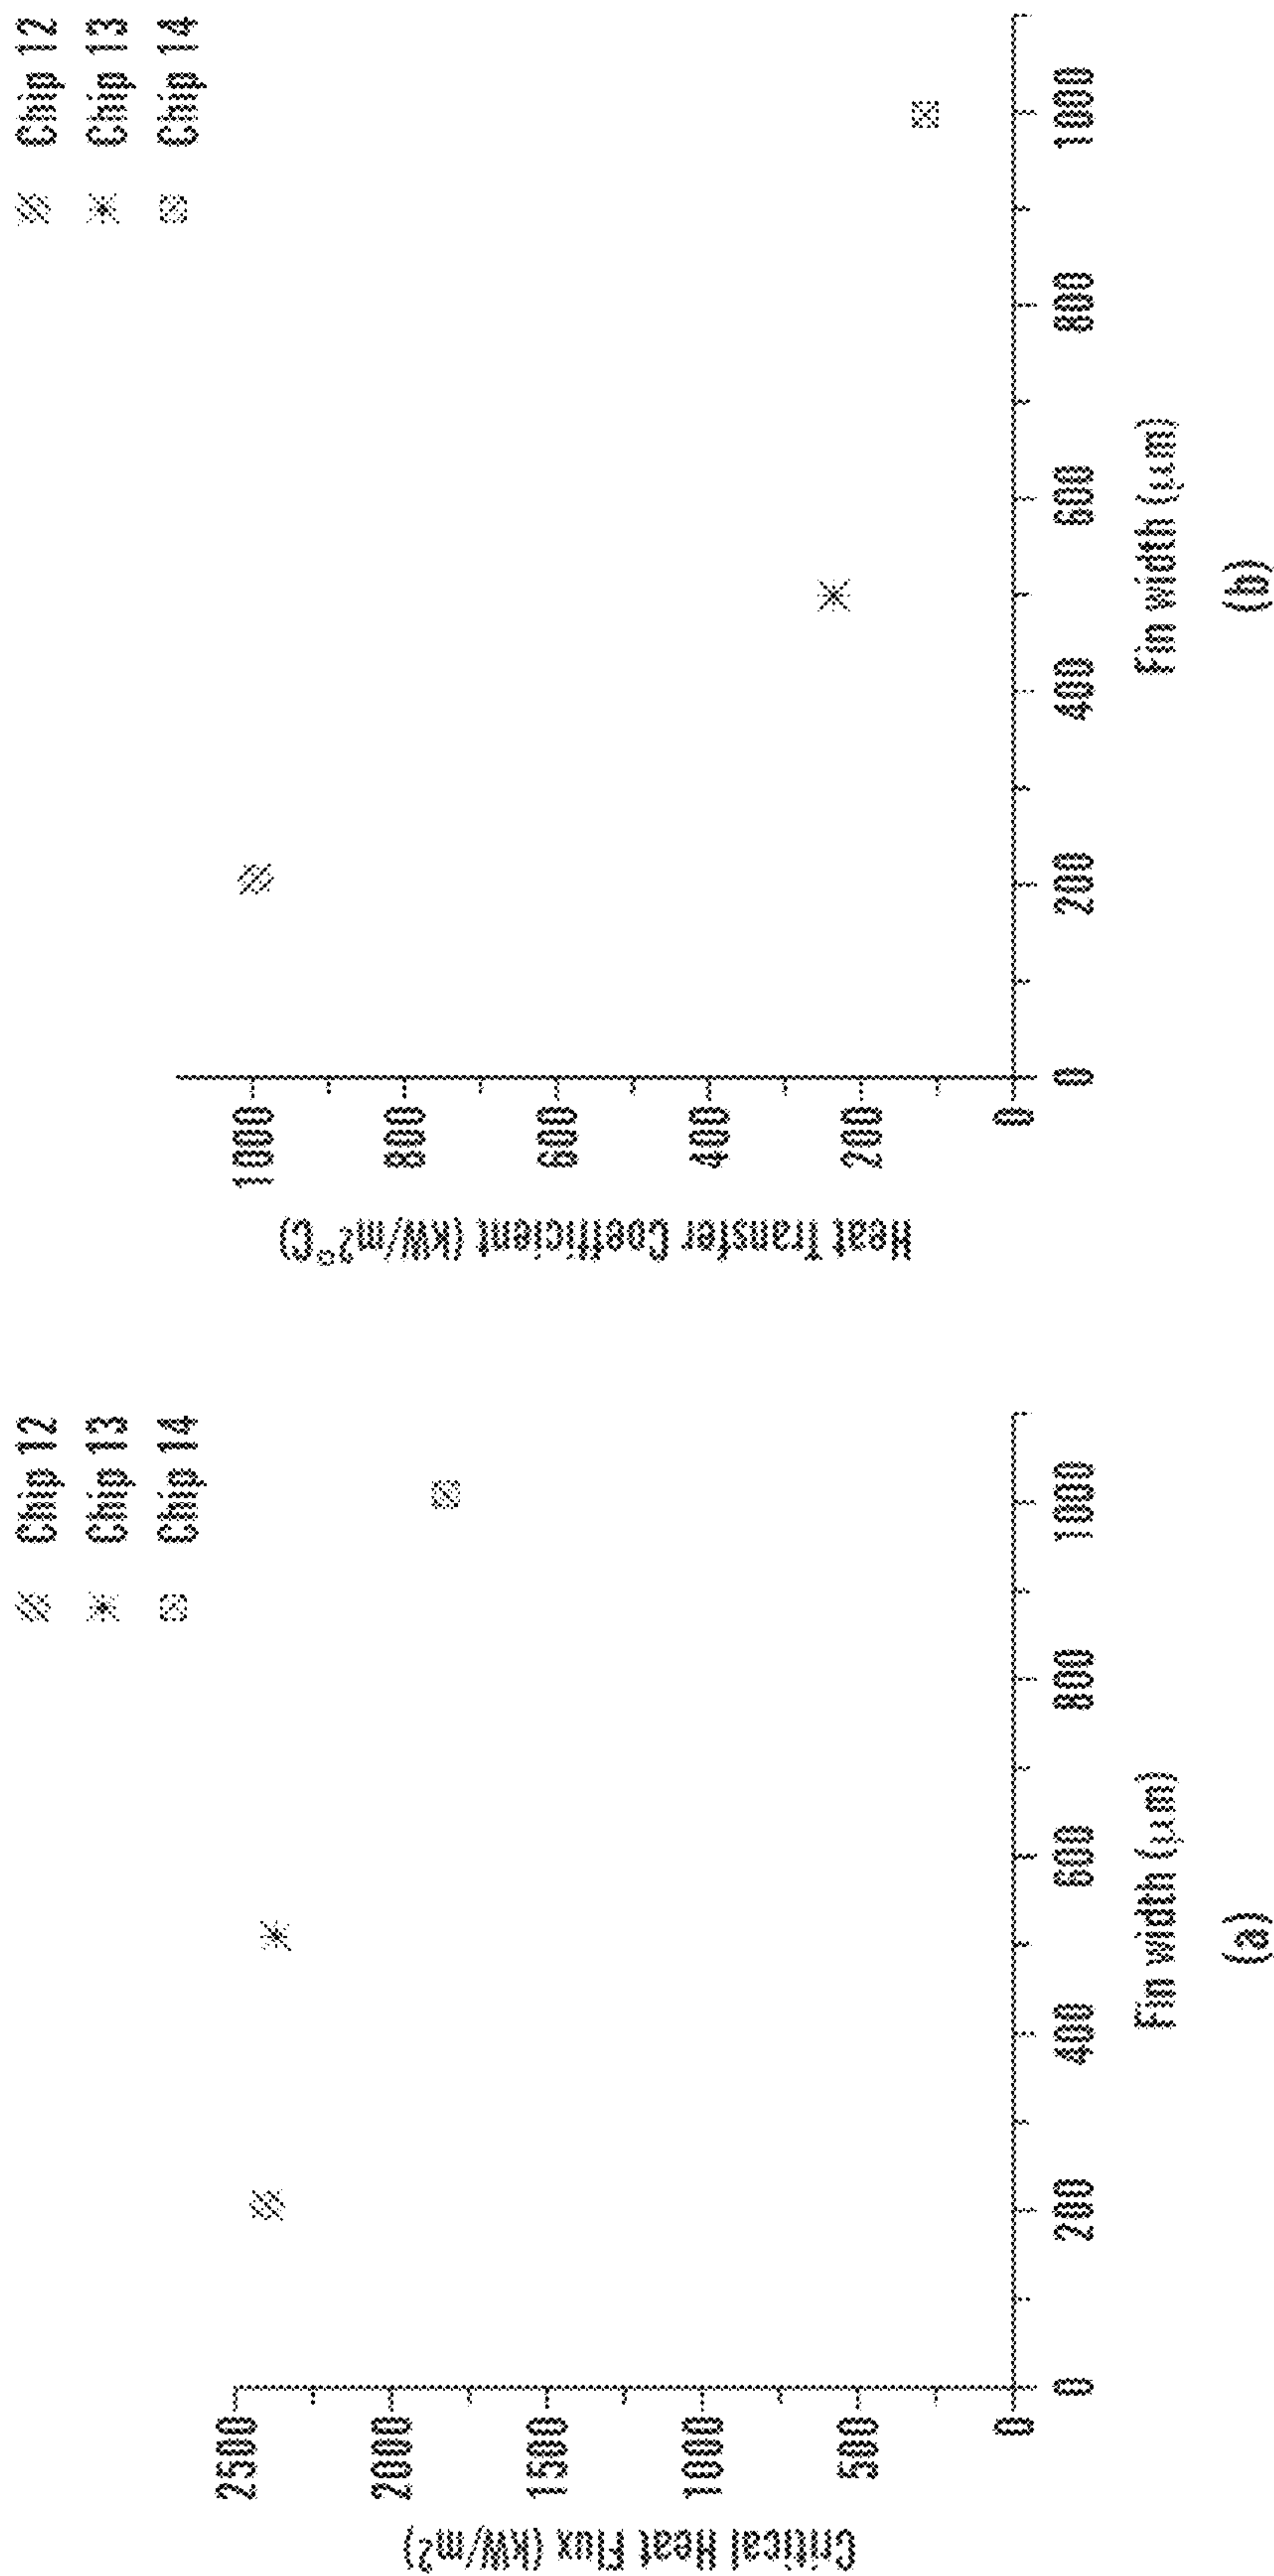 Chip 12
Chip 13
Chip 14
2500
2000
1500
1000
500
0
Critical Heat Flux (kW/m²)
0
200
400
600
800
1000
Fin width (μm)
(a)
Chip 12
Chip 13
Chip 14
1000
800
600
400
200
0
Heat Transfer Coefficient (kW/m²°C)
0
200
400
600
800
1000
Fin width (μm)
(b)